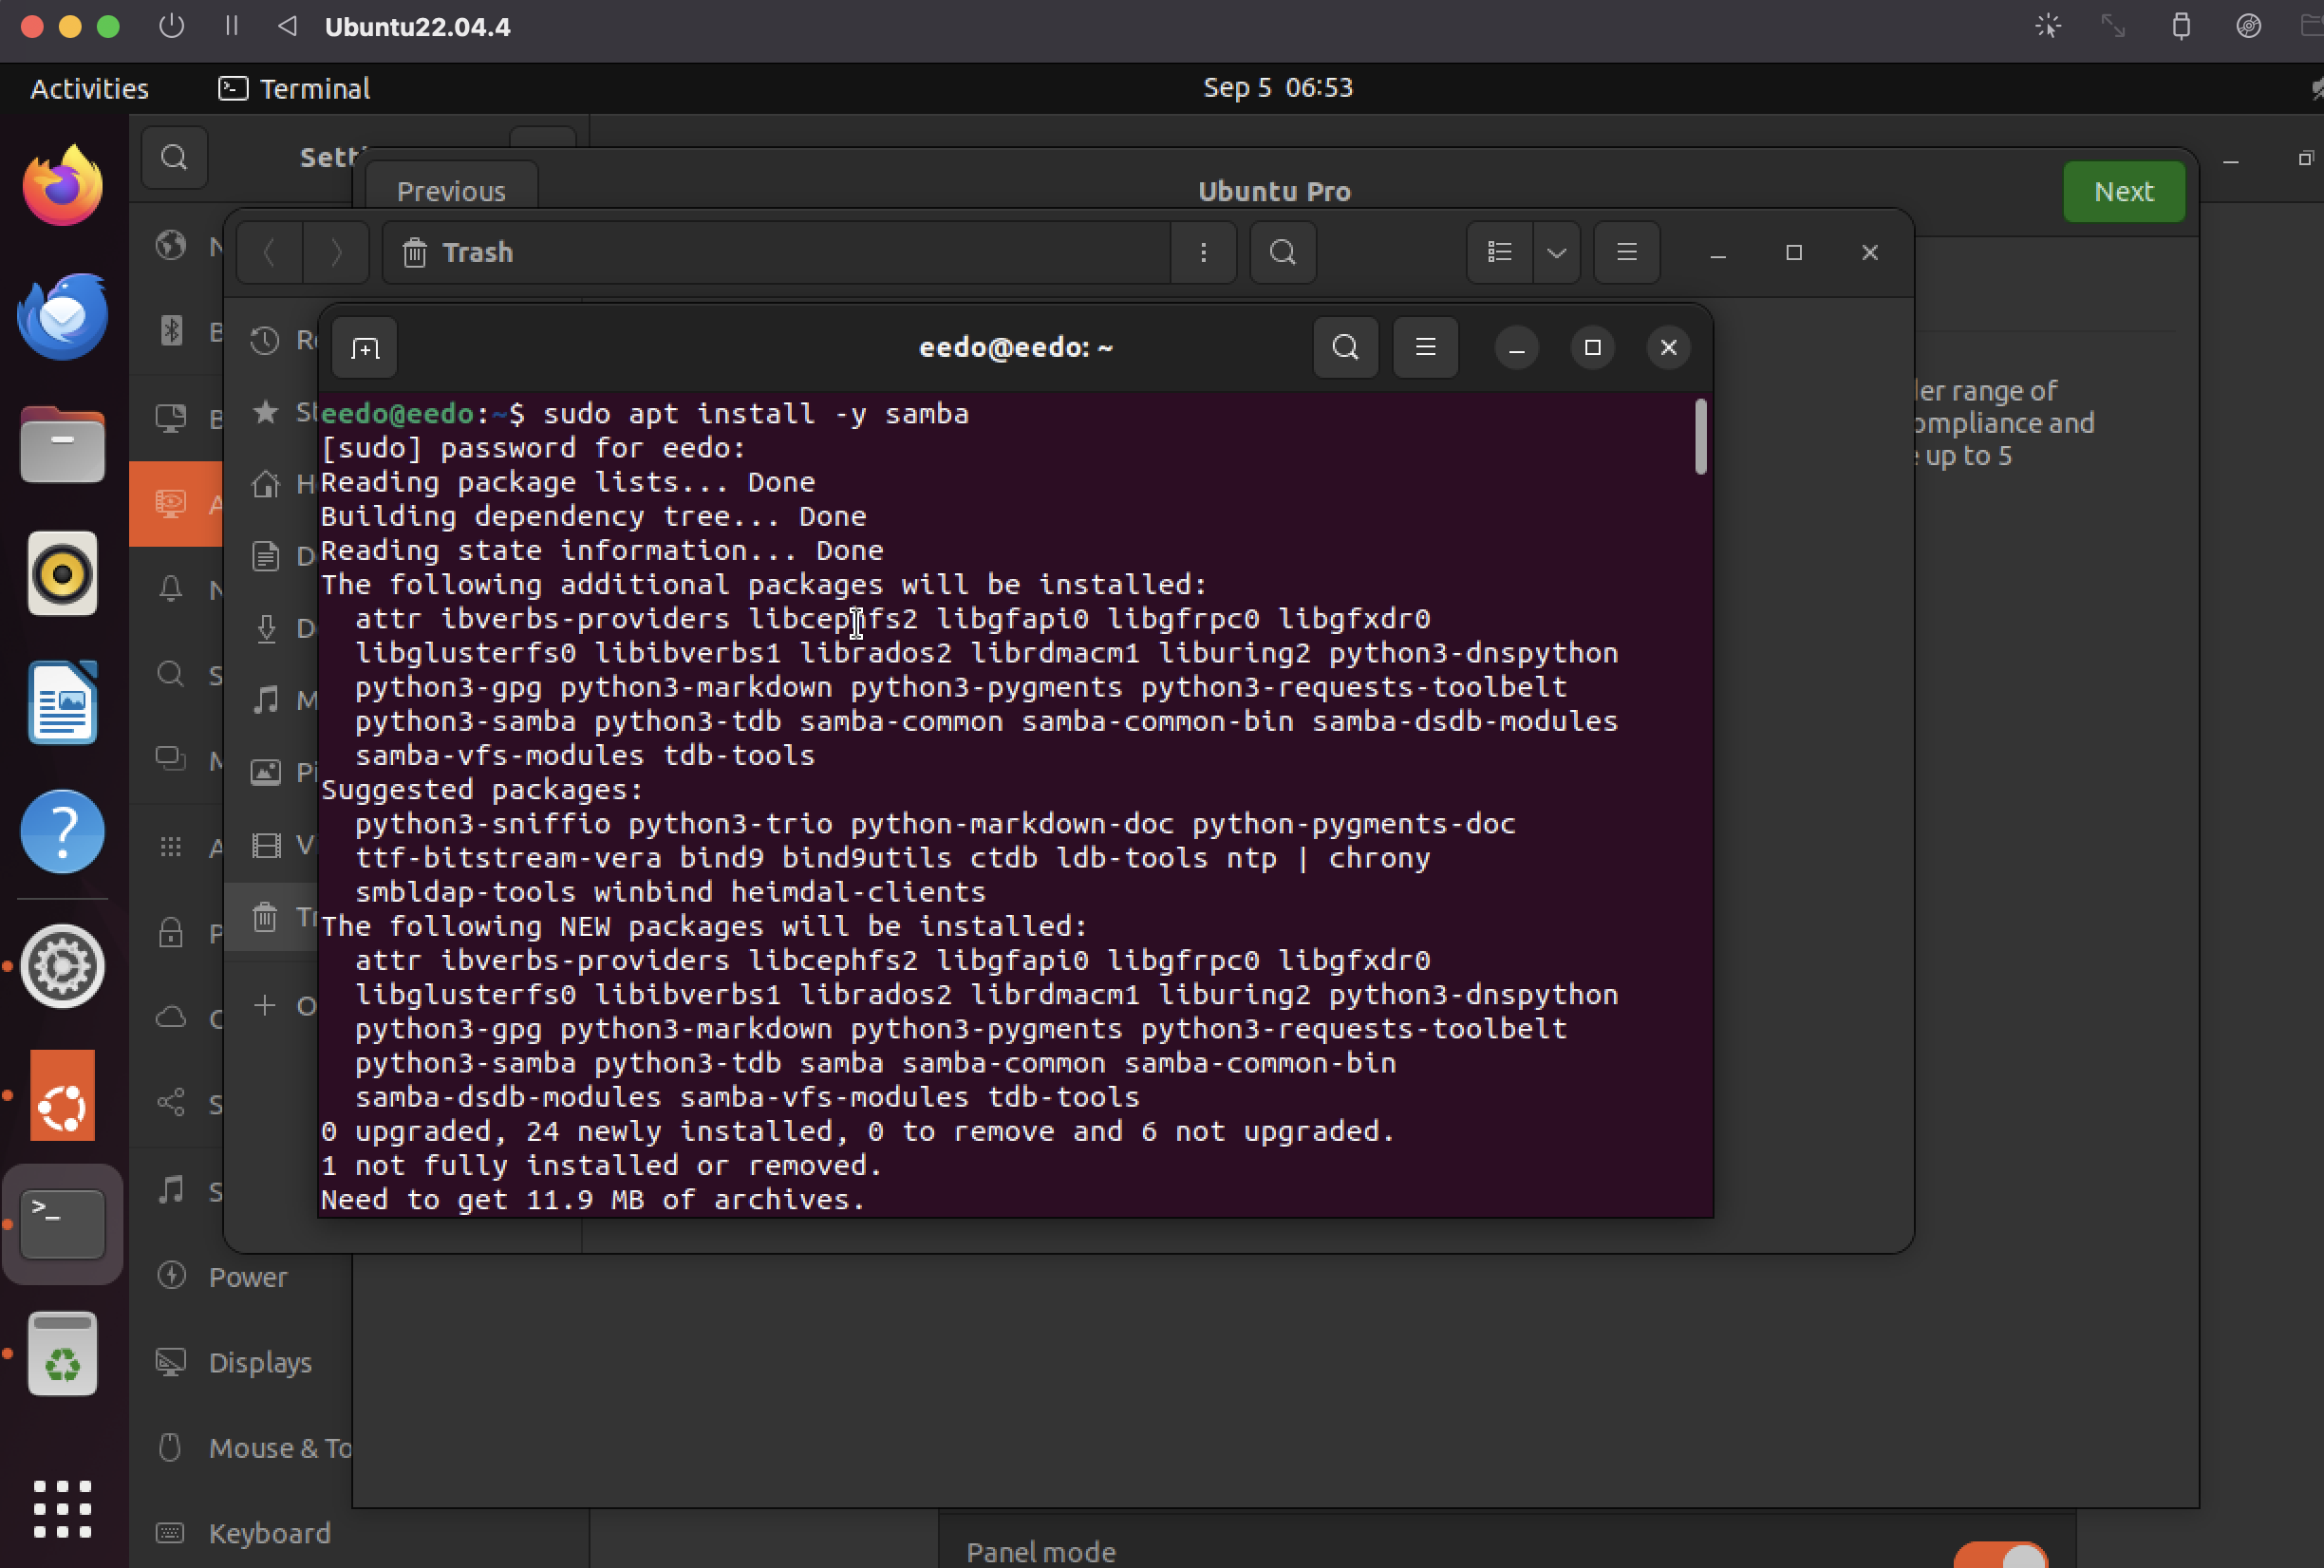 Ubuntu22.04.4
Activities
Terminal
Sep 5 06:53
Previous
Ubuntu Pro
Next
Trash
eedo@eedo: ~
er range of
ompliance and
up to 5
eedo@eedo:~$ sudo apt install -y samba
[sudo] password for eedo:
Reading package lists... Done
Building dependency tree... Done
Reading state information... Done
The following additional packages will be installed:
attr ibverbs-providers libcephfs2 libgfapi0 libgfrpc0 libgfxdr0
libglusterfs0 libibverbs1 librados2 librdmacm1 liburing2 python3-dnspython
python3-gpg python3-markdown python3-pygments python3-requests-toolbelt
python3-samba python3-tdb samba-common samba-common-bin samba-dsdb-modules
samba-vfs-modules tdb-tools
Suggested packages:
python3-sniffio python3-trio python-markdown-doc python-pygments-doc
ttf-bitstream-vera bind9 bind9utils ctdb ldb-tools ntp | chrony
smbldap-tools winbind heimdal-clients
The following NEW packages will be installed:
attr ibverbs-providers libcephfs2 libgfapi0 libgfrpc0 libgfxdr0
libglusterfs0 libibverbs1 librados2 librdmacm1 liburing2 python3-dnspython
python3-gpg python3-markdown python3-pygments python3-requests-toolbelt
python3-samba python3-tdb samba samba-common samba-common-bin
samba-dsdb-modules samba-vfs-modules tdb-tools
0 upgraded, 24 newly installed, 0 to remove and 6 not upgraded.
1 not fully installed or removed.
Need to get 11.9 MB of archives.
Power
Displays
Mouse & To
Keyboard
Panel mode